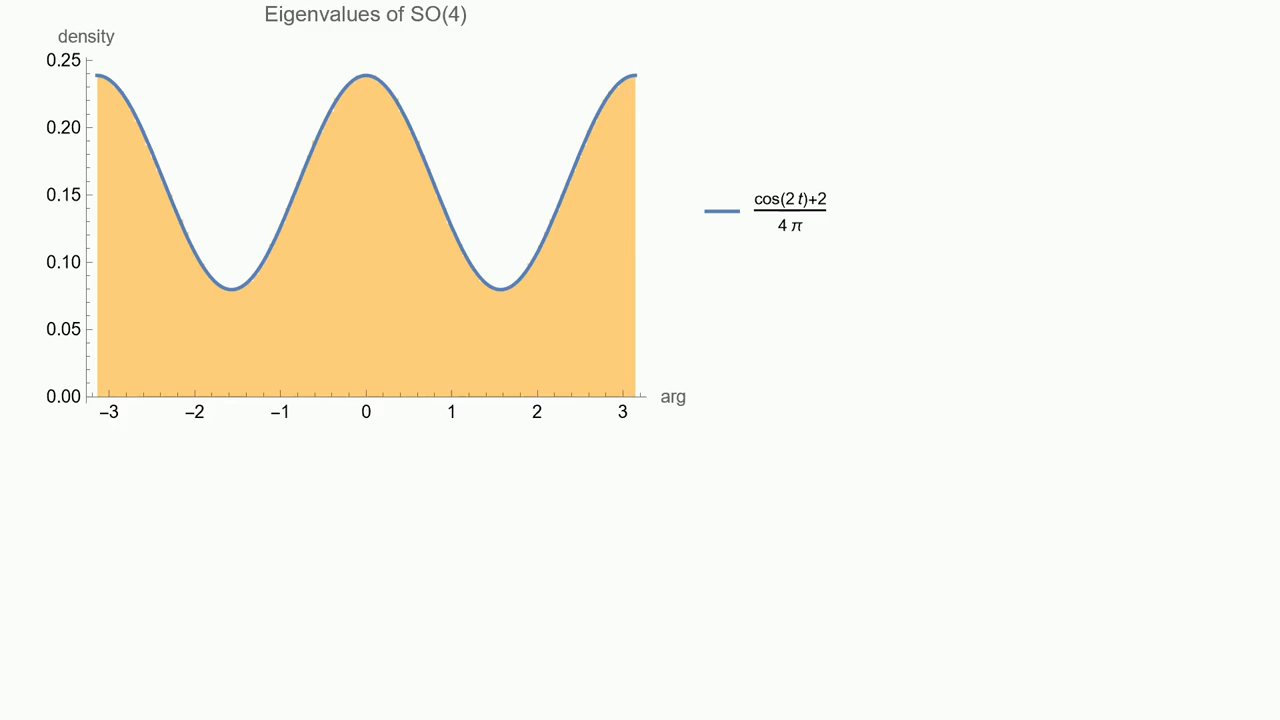 Eigenvalues of SO(4)
density
0.25
0.20
0.15
0.10
0.05
0.00
−3 −2 −1 0 1 2 3
arg
cos(2 t)+2
4 π